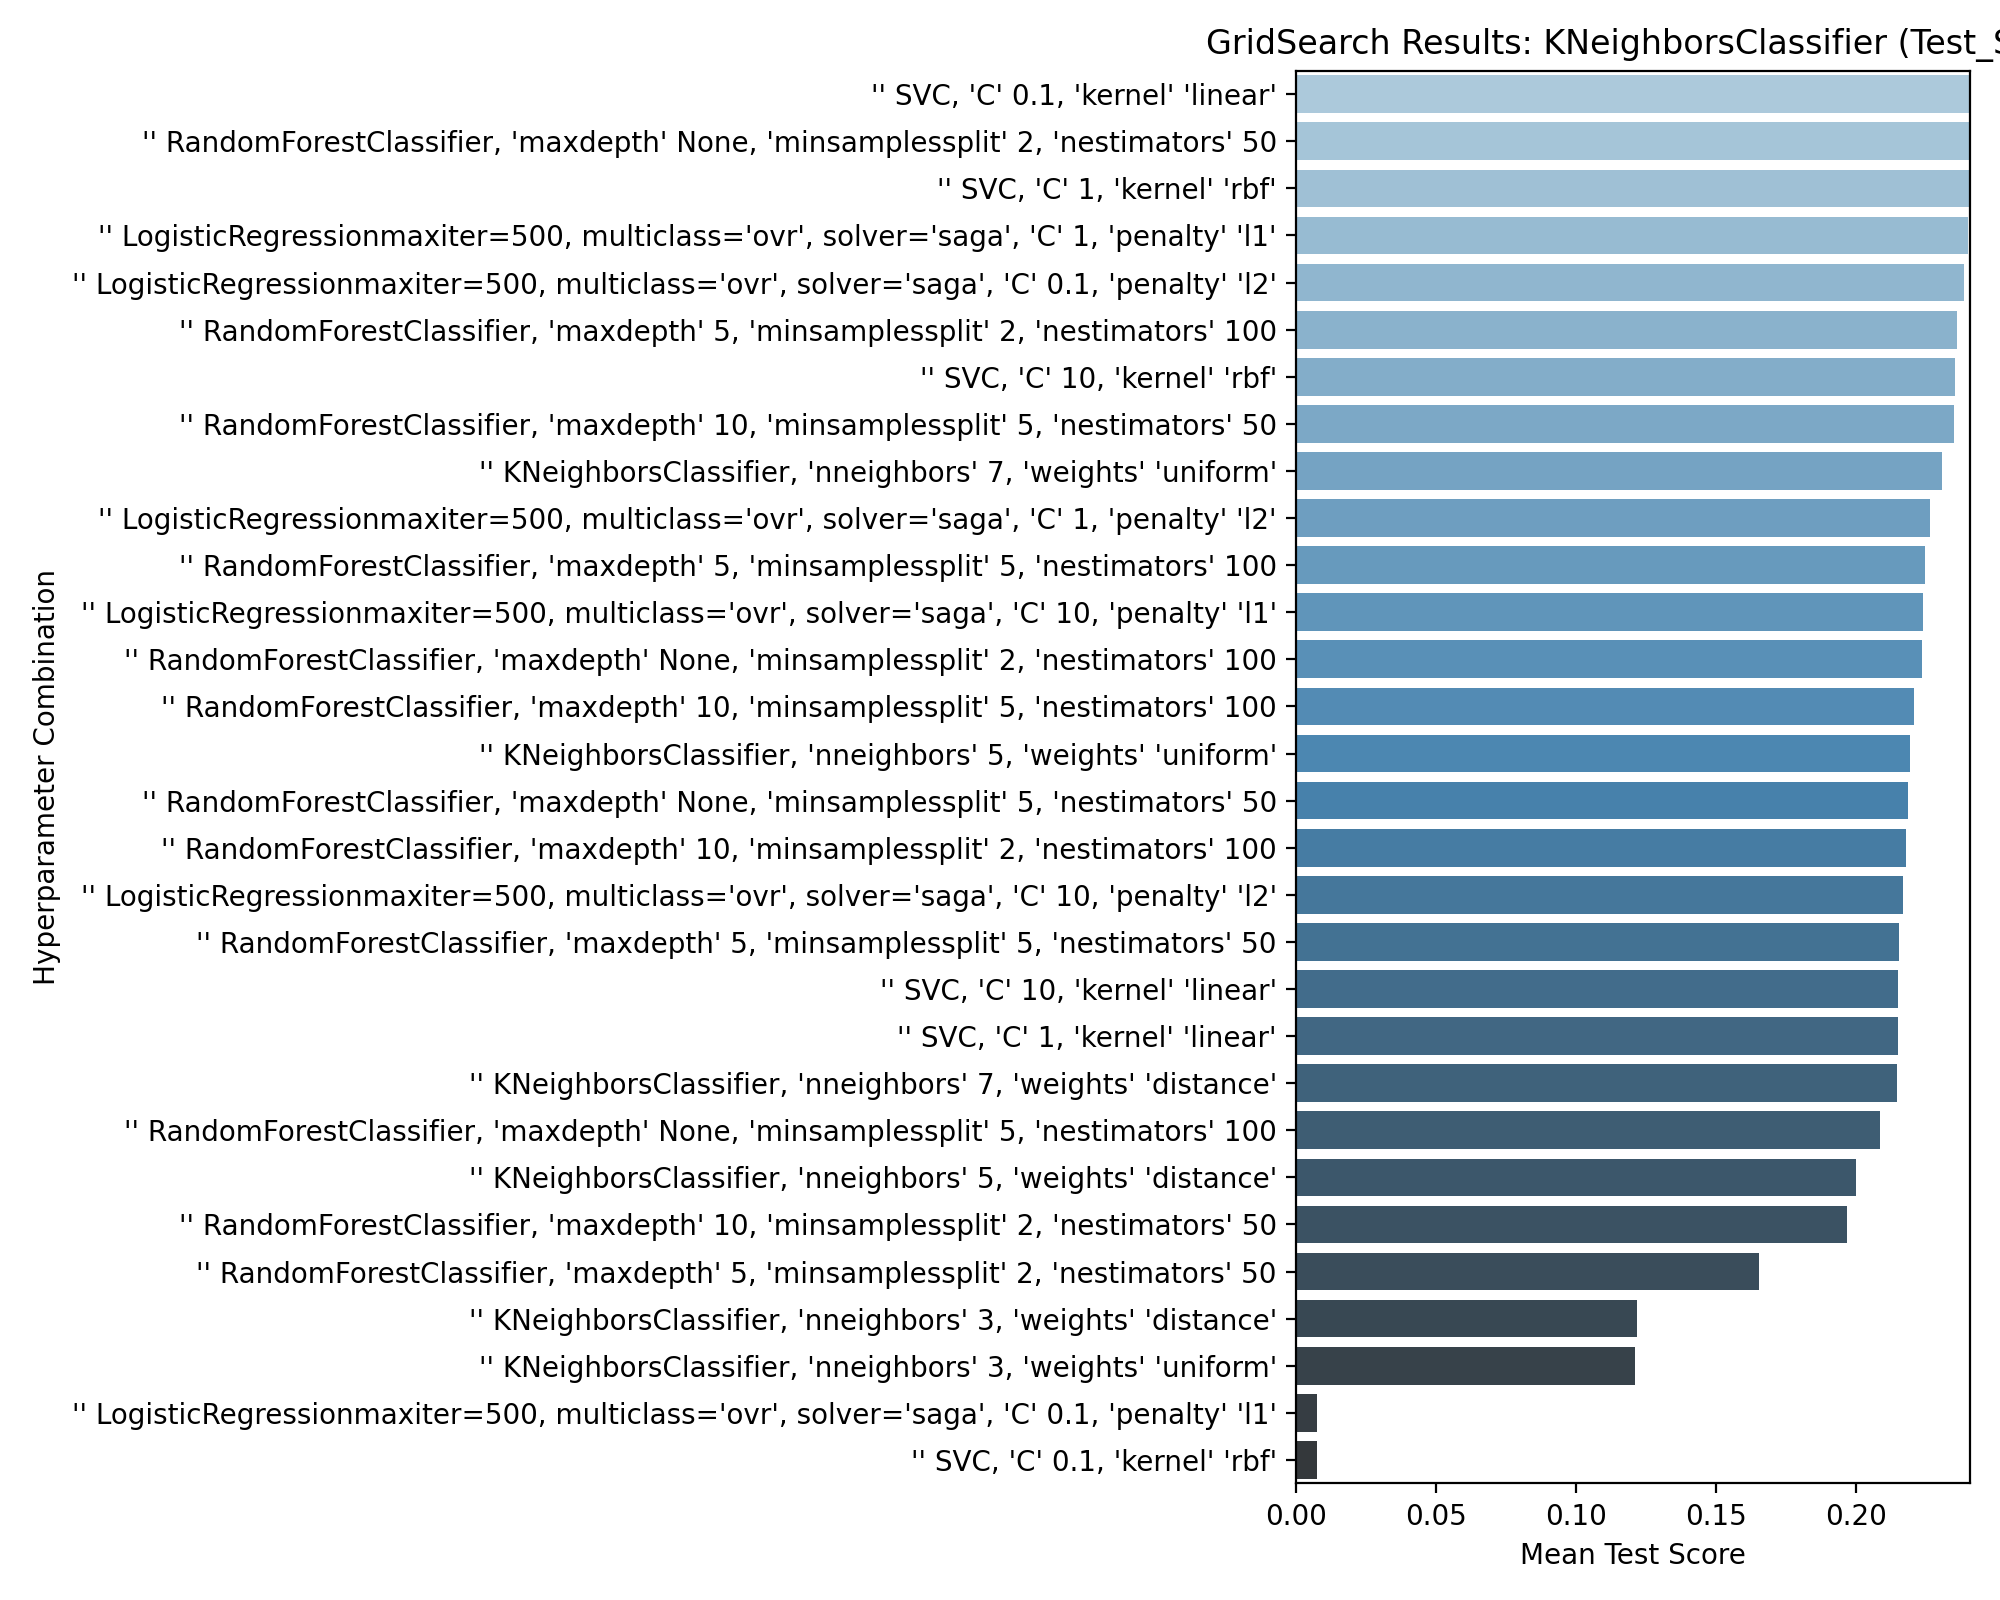 GridSearch Results: KNeighborsClassifier (Test_
'' SVC, 'C' 0.1, 'kernel' 'linear'
'' RandomForestClassifier, 'maxdepth' None, 'minsamplessplit' 2, 'nestimators' 50
'' SVC, 'C' 1, 'kernel' 'rbf'
'' LogisticRegressionmaxiter=500, multiclass='ovr', solver='saga', 'C' 1, 'penalty' 'l1'
'' LogisticRegressionmaxiter=500, multiclass='ovr', solver='saga', 'C' 0.1, 'penalty' 'l2'
'' RandomForestClassifier, 'maxdepth' 5, 'minsamplessplit' 2, 'nestimators' 100
'' SVC, 'C' 10, 'kernel' 'rbf'
'' RandomForestClassifier, 'maxdepth' 10, 'minsamplessplit' 5, 'nestimators' 50
'' KNeighborsClassifier, 'nneighbors' 7, 'weights' 'uniform'
'' LogisticRegressionmaxiter=500, multiclass='ovr', solver='saga', 'C' 1, 'penalty' 'l2'
'' RandomForestClassifier, 'maxdepth' 5, 'minsamplessplit' 5, 'nestimators' 100
'' LogisticRegressionmaxiter=500, multiclass='ovr', solver='saga', 'C' 10, 'penalty' 'l1'
'' RandomForestClassifier, 'maxdepth' None, 'minsamplessplit' 2, 'nestimators' 100
'' RandomForestClassifier, 'maxdepth' 10, 'minsamplessplit' 5, 'nestimators' 100
'' KNeighborsClassifier, 'nneighbors' 5, 'weights' 'uniform'
'' RandomForestClassifier, 'maxdepth' None, 'minsamplessplit' 5, 'nestimators' 50
'' RandomForestClassifier, 'maxdepth' 10, 'minsamplessplit' 2, 'nestimators' 100
'' LogisticRegressionmaxiter=500, multiclass='ovr', solver='saga', 'C' 10, 'penalty' 'l2'
'' RandomForestClassifier, 'maxdepth' 5, 'minsamplessplit' 5, 'nestimators' 50
'' SVC, 'C' 10, 'kernel' 'linear'
'' SVC, 'C' 1, 'kernel' 'linear'
'' KNeighborsClassifier, 'nneighbors' 7, 'weights' 'distance'
'' RandomForestClassifier, 'maxdepth' None, 'minsamplessplit' 5, 'nestimators' 100
'' KNeighborsClassifier, 'nneighbors' 5, 'weights' 'distance'
'' RandomForestClassifier, 'maxdepth' 10, 'minsamplessplit' 2, 'nestimators' 50
'' RandomForestClassifier, 'maxdepth' 5, 'minsamplessplit' 2, 'nestimators' 50
'' KNeighborsClassifier, 'nneighbors' 3, 'weights' 'distance'
'' KNeighborsClassifier, 'nneighbors' 3, 'weights' 'uniform'
'' LogisticRegressionmaxiter=500, multiclass='ovr', solver='saga', 'C' 0.1, 'penalty' 'l1'
'' SVC, 'C' 0.1, 'kernel' 'rbf'
Hyperparameter Combination
0.00 0.05 0.10 0.15 0.20
Mean Test Score